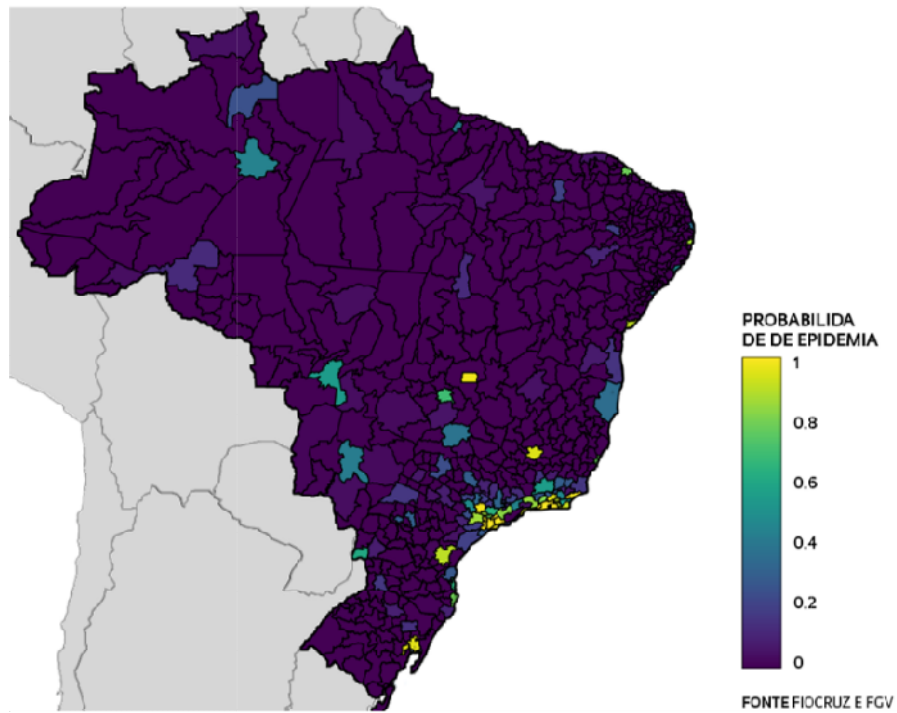 PROBABILIDA
DE DE EPIDEMIA
1
0.8
0.6
0.4
0.2
0
FONTE FIOCRUZ E FGV